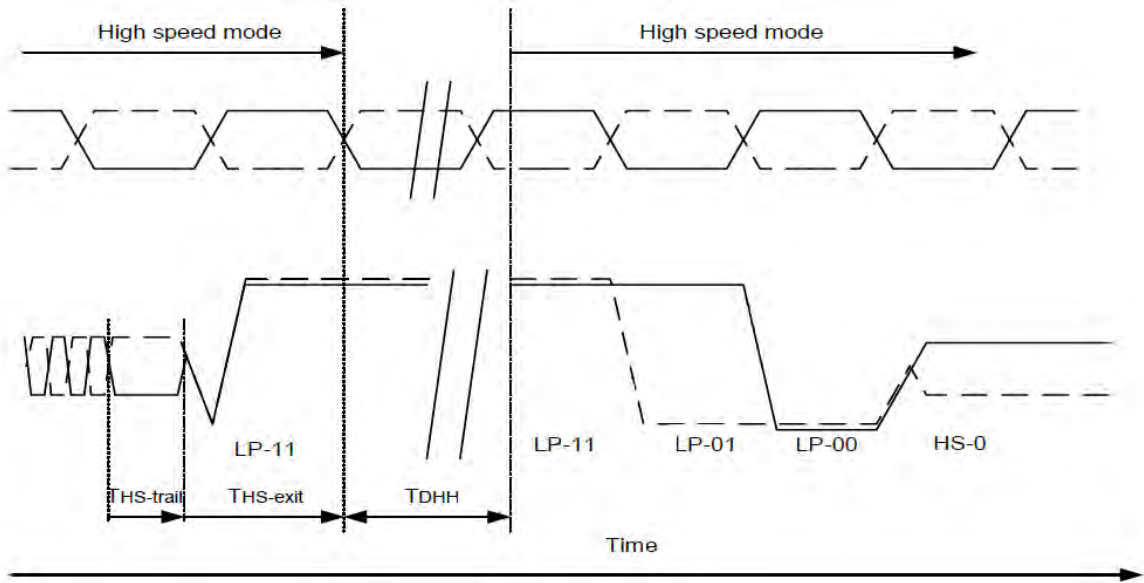 High speed mode
High speed mode
LP-11
LP-11
LP-01
LP-00
HS-0
THS-trail
THS-exit
TDHH
Time